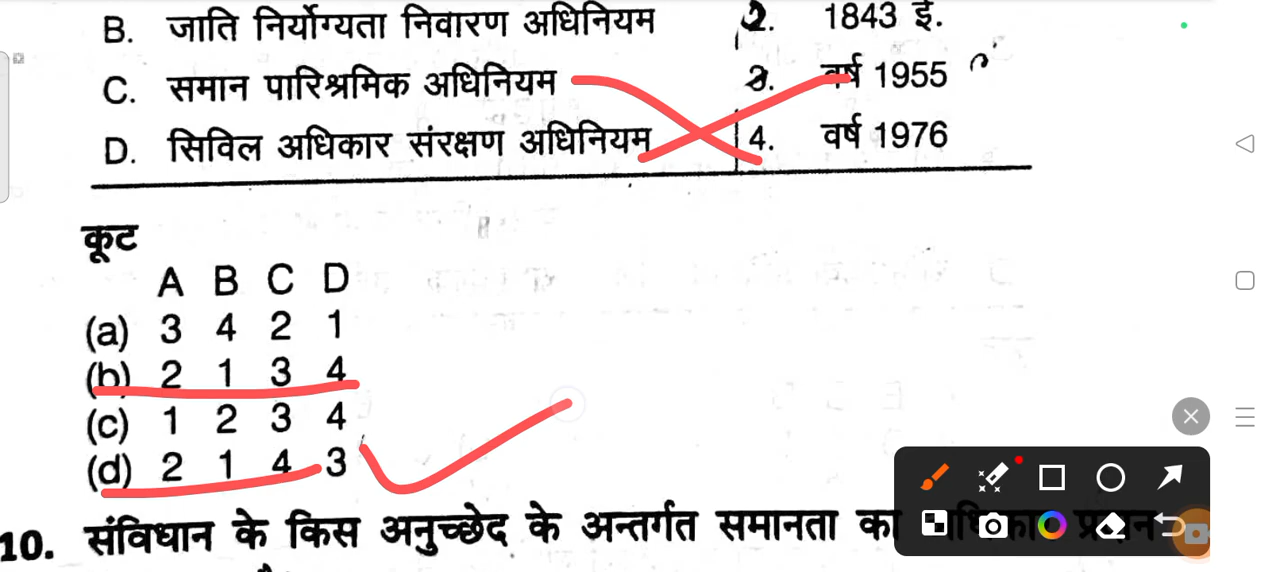 B. जाति निर्योग्यता निवारण अधिनियम 2. 1843 ई.
C. समान पारिश्रमिक अधिनियम 3. वर्ष 1955
D. सिविल अधिकार संरक्षण अधिनियम 4. वर्ष 1976
कूट
A B C D
(a) 3 4 2 1
(b) 2 1 3 4
(c) 1 2 3 4
(d) 2 1 4 3
10. संविधान के किस अनुच्छेद के अन्तर्गत समानता का